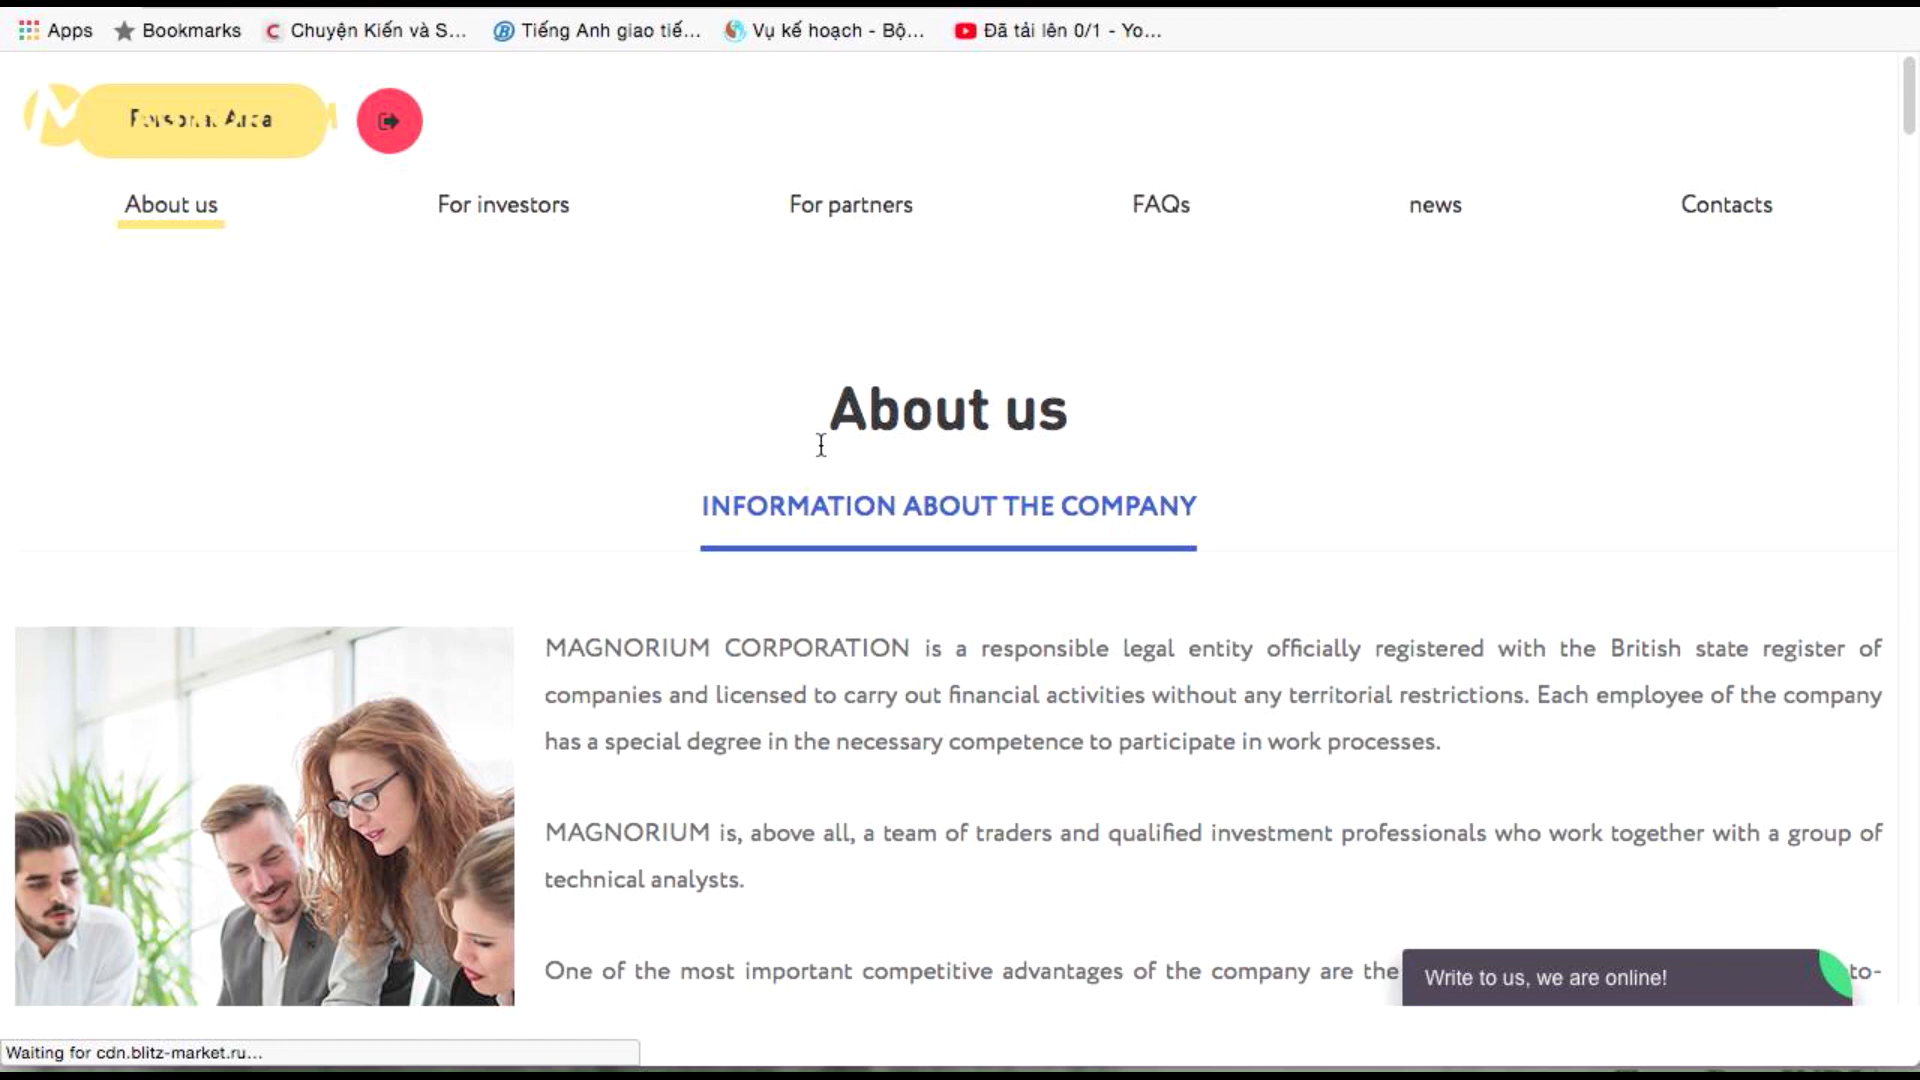 Apps Bookmarks Chuyện Kiến và S... Tiếng Anh giao tiế... Vụ kế hoạch - Bộ... Đã tải lên 0/1 - Yo...
Personal Area
About us For investors For partners FAQs news Contacts
About us
INFORMATION ABOUT THE COMPANY
MAGNORIUM CORPORATION is a responsible legal entity officially registered with the British state register of
companies and licensed to carry out financial activities without any territorial restrictions. Each employee of the company
has a special degree in the necessary competence to participate in work processes.
MAGNORIUM is, above all, a team of traders and qualified investment professionals who work together with a group of
technical analysts.
One of the most important competitive advantages of the company are the to-
Write to us, we are online!
Waiting for cdn.blitz-market.ru...